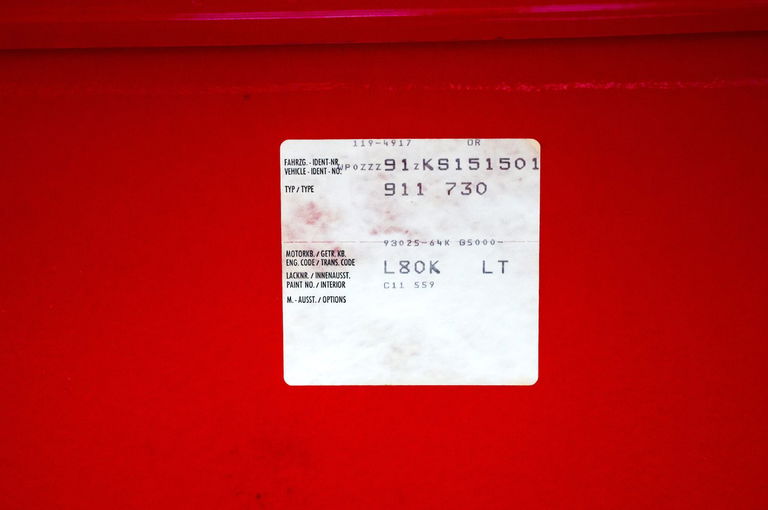 119-4917 OR
FAHRZG. - IDENT-NR.
VEHICLE - IDENT - NO. WP0ZZZ91ZKS151501
TYP / TYPE 911 730
93025-64K G5000-
MOTORKB. / GETR. KB.
ENG. CODE / TRANS. CODE
LACKNR. / INNENAUSST. L80K LT
PAINT NO. / INTERIOR C11 559
M. - AUSST. / OPTIONS